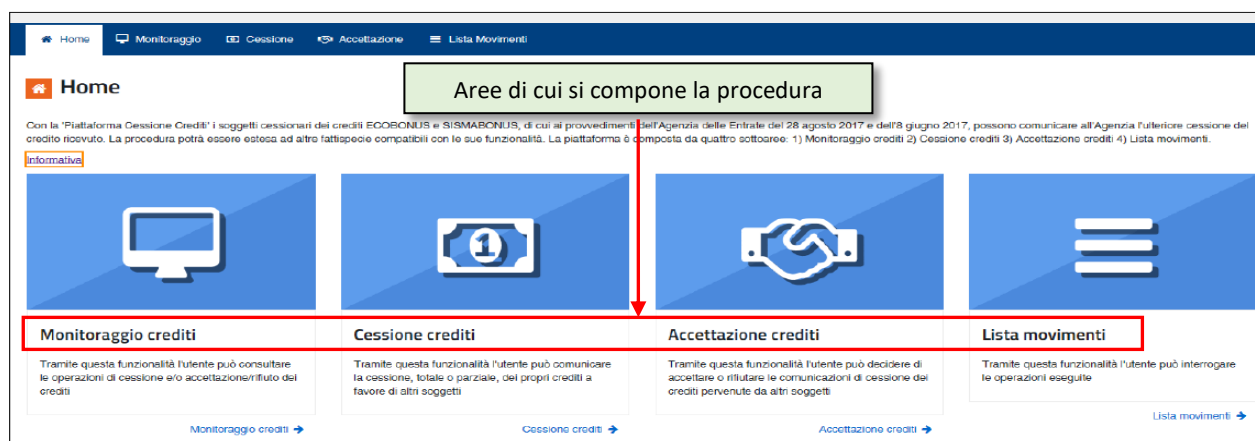 Home Monitoraggio Cessione Accettazione Lista Movimenti
Home
Aree di cui si compone la procedura
Con la 'Piattaforma Cessione Crediti' i soggetti cessionari dei crediti ECOBONUS e SISMABONUS, di cui ai provvedimenti dell'Agenzia delle Entrate del 28 agosto 2017 e dell'8 giugno 2017, possono comunicare all'Agenzia l'ulteriore cessione del
credito ricevuto. La procedura potrà essere estesa ad altre fattispecie compatibili con le sue funzionalità. La piattaforma è composta da quattro sottoaree: 1) Monitoraggio crediti 2) Cessione crediti 3) Accettazione crediti 4) Lista movimenti.
Informativa
1
Monitoraggio crediti
Tramite questa funzionalità l'utente può consultare
le operazioni di cessione e/o accettazione/rifiuto dei
crediti
Monitoraggio crediti
Cessione crediti
Tramite questa funzionalità l'utente può comunicare
la cessione, totale o parziale, dei propri crediti a
favore di altri soggetti
Cessione crediti
Accettazione crediti
Tramite questa funzionalità l'utente può decidere di
accettare o rifiutare le comunicazioni di cessione dei
crediti pervenute da altri soggetti
Accettazione crediti
Lista movimenti
Tramite questa funzionalità l'utente può interrogare
le operazioni eseguite
Lista movimenti